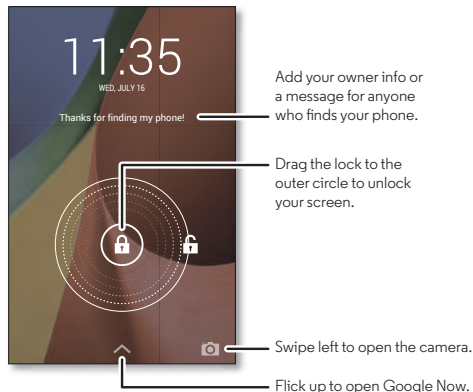 11:35
WED, JULY 16
Thanks for finding my phone!
Add your owner info or
a message for anyone
who finds your phone.
Drag the lock to the
outer circle to unlock
your screen.
Swipe left to open the camera.
Flick up to open Google Now.